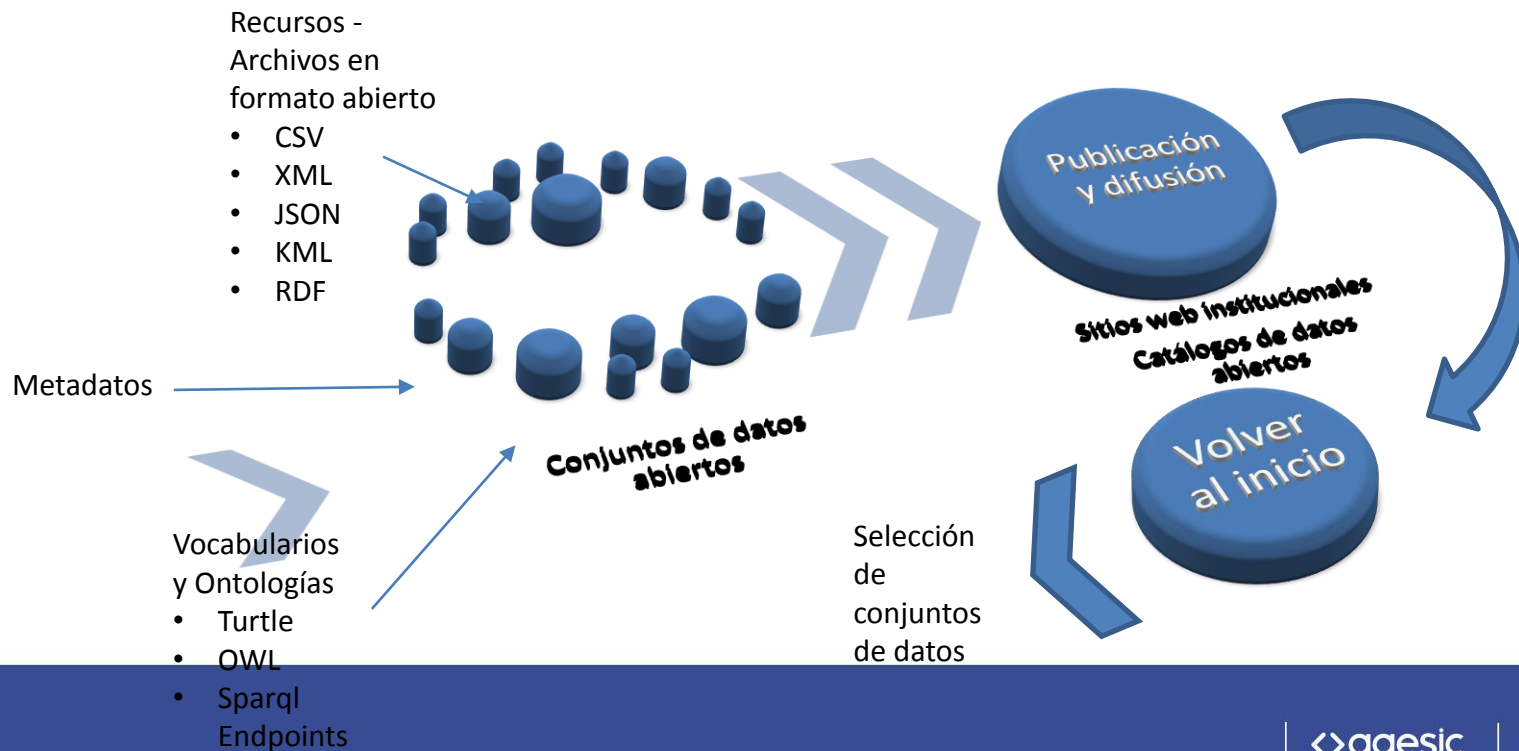 Recursos -
Archivos en
formato abierto
• CSV
• XML
• JSON
• KML
• RDF
Metadatos
Vocabularios
y Ontologías
• Turtle
• OWL
• Sparql
Endpoints
Conjuntos de datos
abiertos
Publicación
y difusión
Sitios web institucionales
Catálogos de datos
abiertos
Volver
al inicio
Selección
de
conjuntos
de datos
agesic